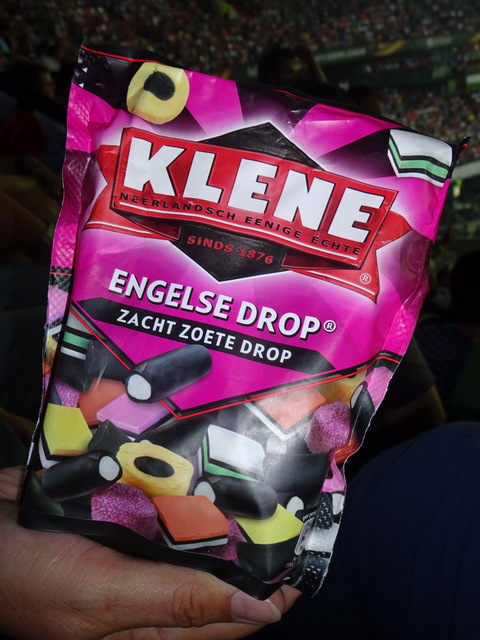 KLENE
NEERLANDSCH EENIGE ECHTE
SINDS 1876
®
ENGELSE DROP®
ZACHT ZOETE DROP